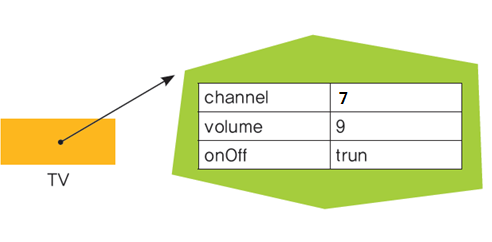 channel 7
volume 9
onOff trun
TV